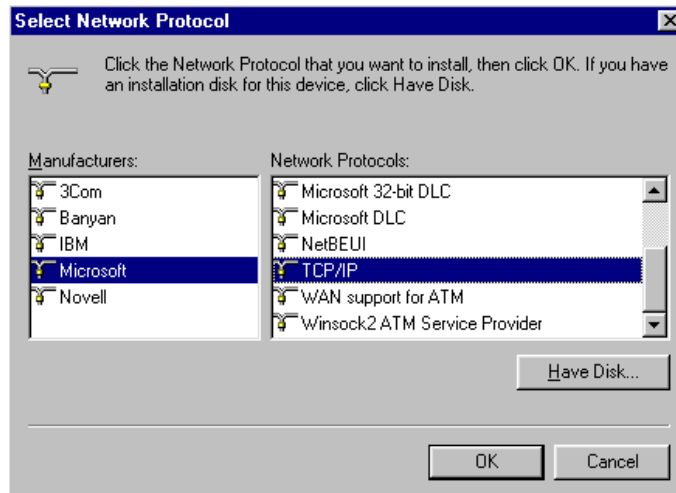 Select Network Protocol
Click the Network Protocol that you want to install, then click OK. If you have
an installation disk for this device, click Have Disk.
Manufacturers:
3Com
Banyan
IBM
Microsoft
Novell
Network Protocols:
Microsoft 32-bit DLC
Microsoft DLC
NetBEUI
TCP/IP
WAN support for ATM
Winsock2 ATM Service Provider
Have Disk...
OK
Cancel